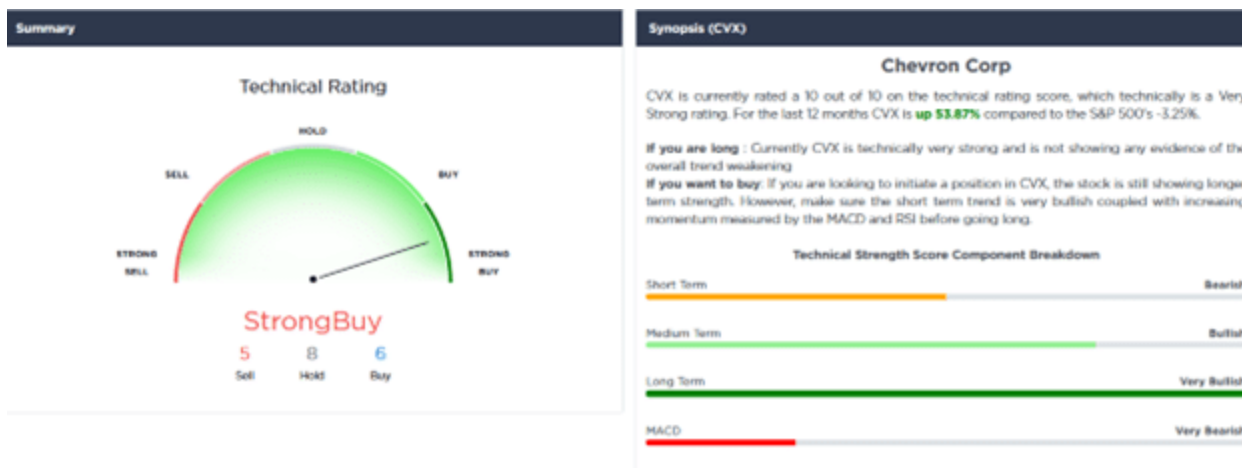 Summary
Technical Rating
HOLD
SELL
BUY
STRONG
SELL
STRONG
BUY
StrongBuy
5 8 6
Sell Hold Buy
Synopsis (CVX)
Chevron Corp
CVX is currently rated a 10 out of 10 on the technical rating score, which technically is a Very
Strong rating. For the last 12 months CVX is up 53.87% compared to the S&P 500's -3.25%.
If you are long : Currently CVX is technically very strong and is not showing any evidence of the
overall trend weakening
If you want to buy: If you are looking to initiate a position in CVX, the stock is still showing longer
term strength. However, make sure the short term trend is very bullish coupled with increasing
momentum measured by the MACD and RSI before going long.
Technical Strength Score Component Breakdown
Short Term Bearish
Medium Term Bullish
Long Term Very Bullish
MACD Very Bearish